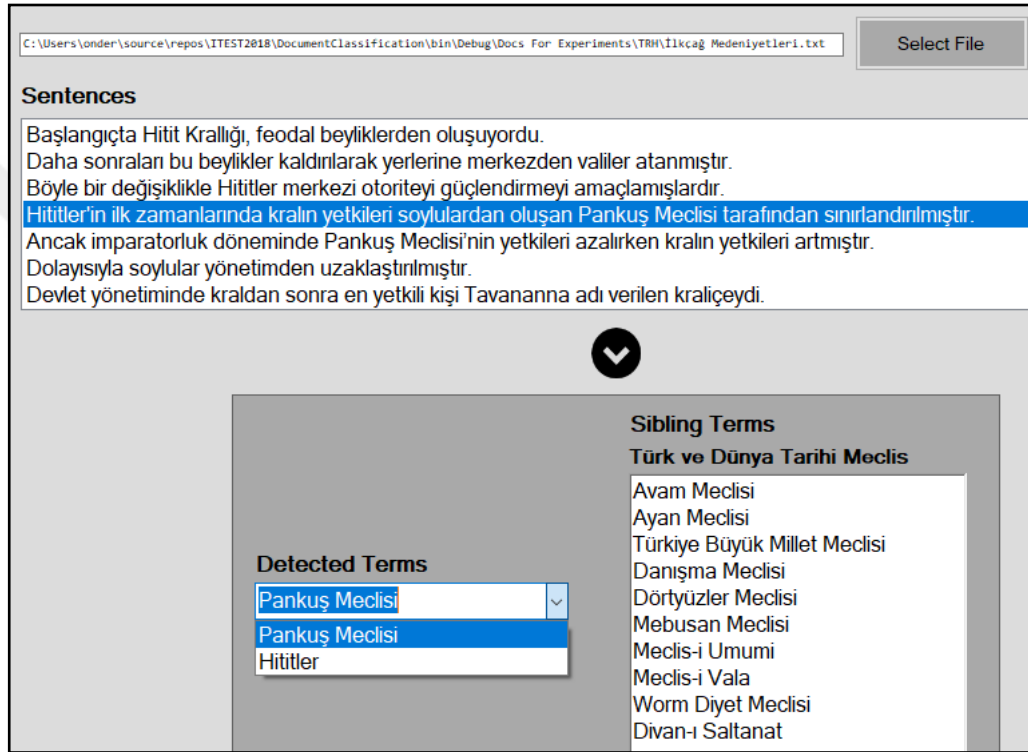 C:\Users\onder\source\repos\ITEST2018\DocumentClassification\bin\Debug\Docs For Experiments\TRH\İlkçağ Medeniyetleri.txt
Select File
Sentences
Başlangıçta Hitit Krallığı, feodal beyliklerden oluşuyordu.
Daha sonraları bu beylikler kaldırılarak yerlerine merkezden valiler atanmıştır.
Böyle bir değişiklikle Hititler merkezi otoriteyi güçlendirmeyi amaçlamışlardır.
Hititler'in ilk zamanlarında kralın yetkileri soylulardan oluşan Pankuş Meclisi tarafından sınırlandırılmıştır.
Ancak imparatorluk döneminde Pankuş Meclisi’nin yetkileri azalırken kralın yetkileri artmıştır.
Dolayısıyla soylular yönetimden uzaklaştırılmıştır.
Devlet yönetiminde kraldan sonra en yetkili kişi Tavananna adı verilen kraliçeydi.
Detected Terms
Pankuş Meclisi
Pankuş Meclisi
Hititler
Sibling Terms
Türk ve Dünya Tarihi Meclis
Avam Meclisi
Ayan Meclisi
Türkiye Büyük Millet Meclisi
Danışma Meclisi
Dörtyüzler Meclisi
Mebusan Meclisi
Meclis-i Umumi
Meclis-i Vala
Worm Diyet Meclisi
Divan-ı Saltanat